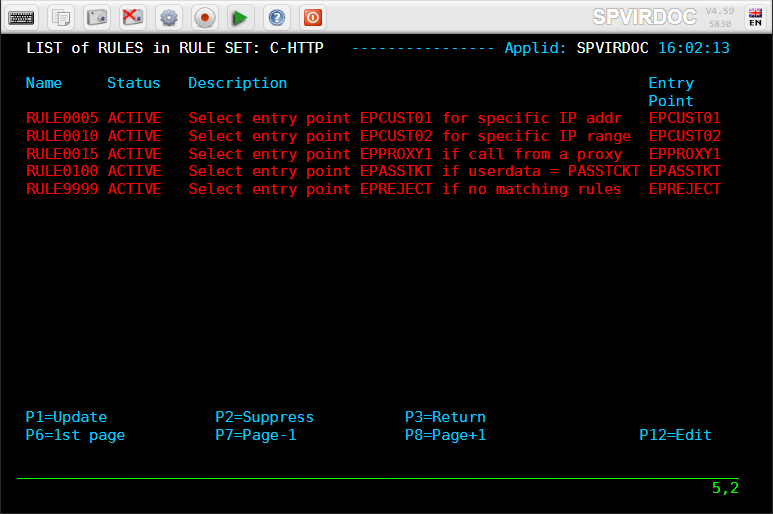 SPVIRDOC V4.59
5830
EN
LIST of RULES in RULE SET: C-HTTP ---------------- Applid: SPVIRDOC 16:02:13
Name Status Description Entry
Point
RULE0005 ACTIVE Select entry point EPCUST01 for specific IP addr EPCUST01
RULE0010 ACTIVE Select entry point EPCUST02 for specific IP range EPCUST02
RULE0015 ACTIVE Select entry point EPPROXY1 if call from a proxy EPPROXY1
RULE0100 ACTIVE Select entry point EPASSTKT if userdata = PASSTCKT EPASSTKT
RULE9999 ACTIVE Select entry point EPREJECT if no matching rules EPREJECT
P1=Update P2=Suppress P3=Return
P6=1st page P7=Page-1 P8=Page+1 P12=Edit
5,2